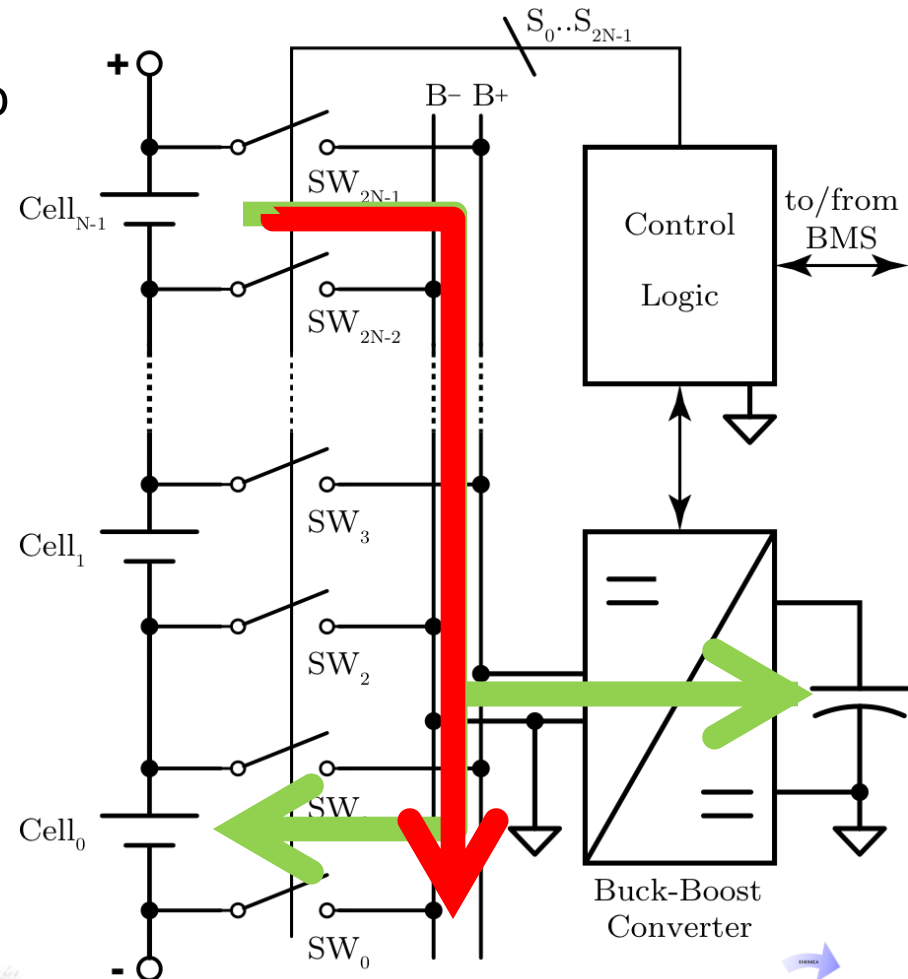 S0..S2N-1
+
B- B+
SW2N-1
CellN-1
Control
Logic
to/from
BMS
SW2N-2
SW3
Cell1
SW2
SW
Cell0
Buck-Boost
Converter
SW0
-